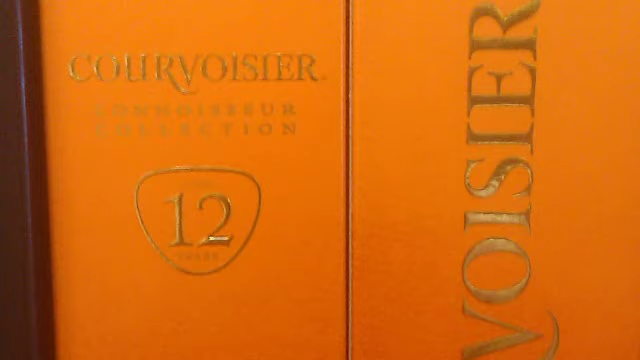 COURVOISIER
CONNOISSEUR
COLLECTION
12
YEARS
VOISIER